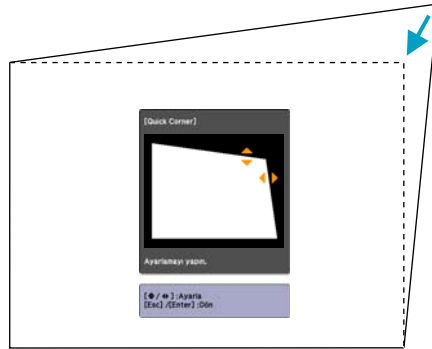 [Quick Corner]
Ayarlamayı yapın.
[ / ] :Ayarla
[Esc] /[Enter] :Dön